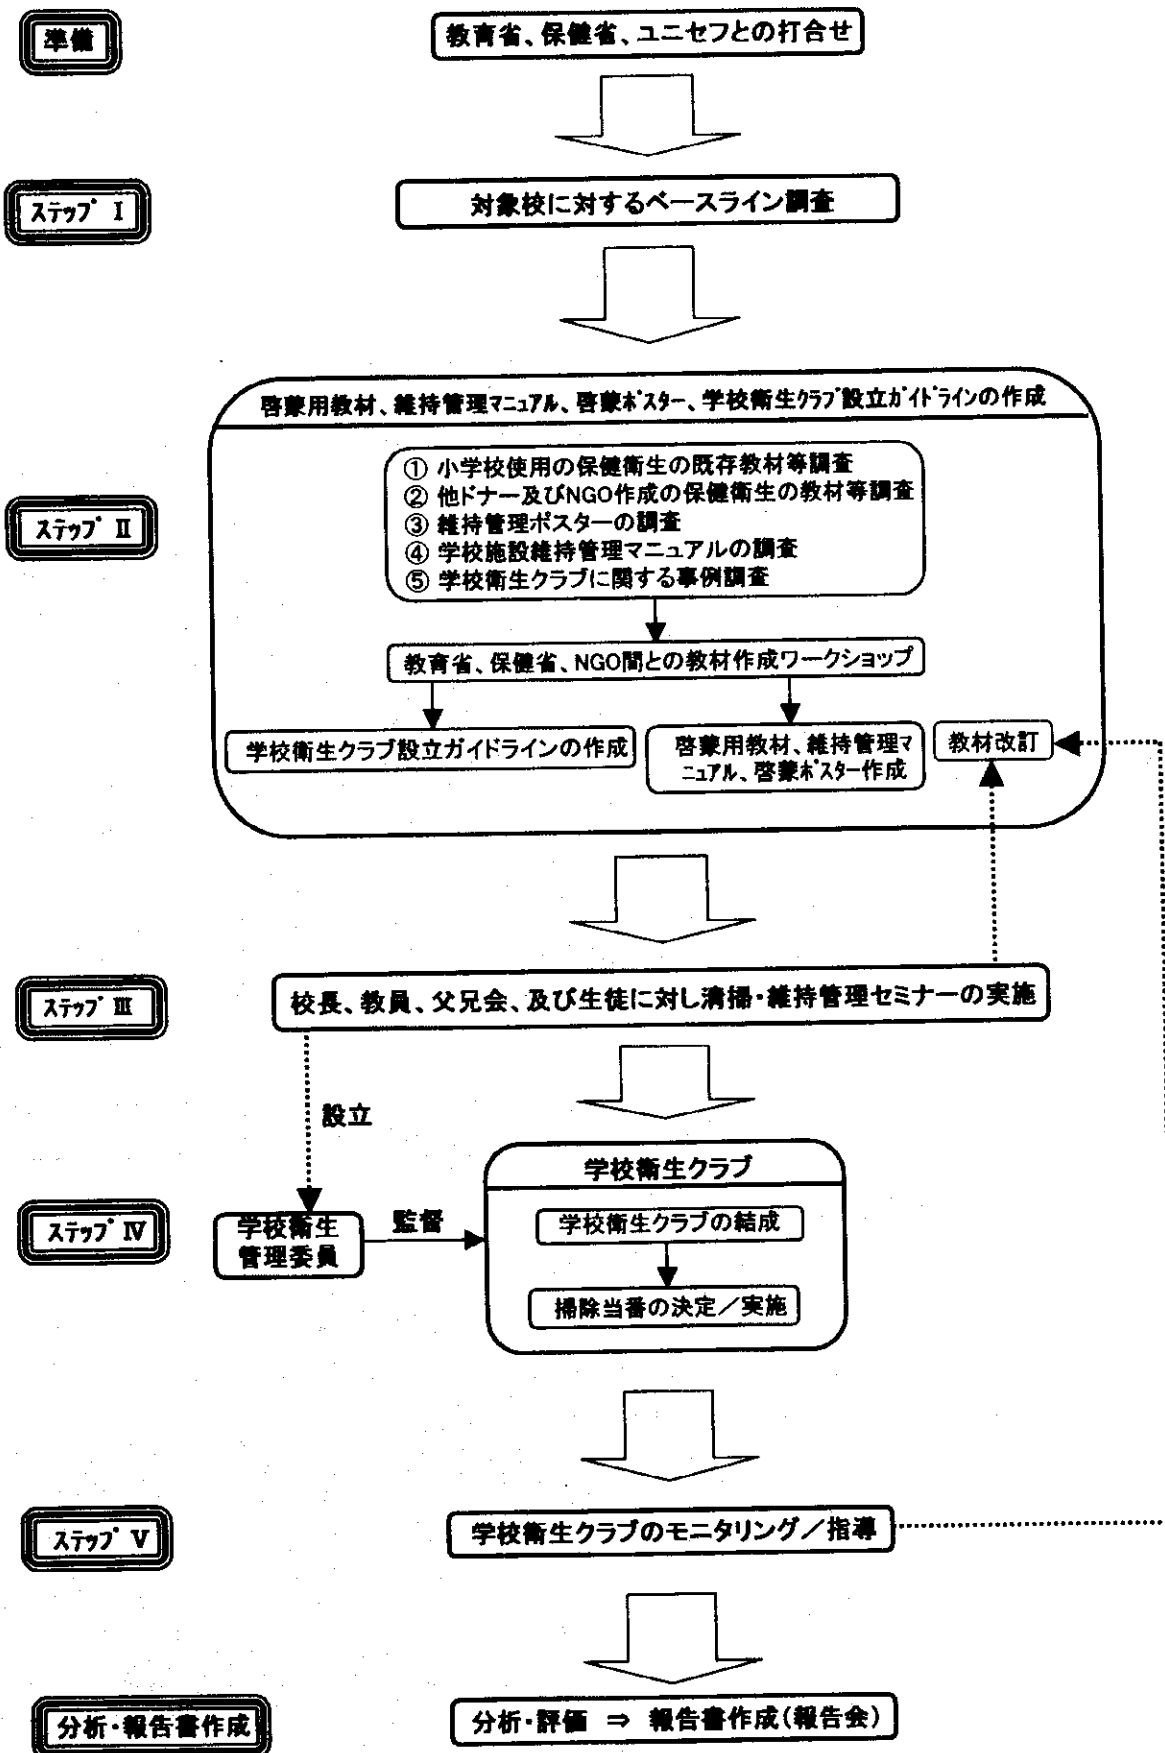 準備
教育省、保健省、ユニセフとの打合せ
ステップ Ⅰ
対象校に対するベースライン調査
啓蒙用教材、維持管理マニュアル、啓蒙ポスター、学校衛生クラブ設立ガイドラインの作成
① 小学校使用の保健衛生の既存教材等調査
② 他ドナー及びNGO作成の保健衛生の教材等調査
③ 維持管理ポスターの調査
④ 学校施設維持管理マニュアルの調査
⑤ 学校衛生クラブに関する事例調査
ステップ Ⅱ
教育省、保健省、NGO間との教材作成ワークショップ
学校衛生クラブ設立ガイドラインの作成
啓蒙用教材、維持管理マ
ニュアル、啓蒙ポスター作成
教材改訂
ステップ Ⅲ
校長、教員、父兄会、及び生徒に対し清掃・維持管理セミナーの実施
設立
学校衛生クラブ
ステップ Ⅳ
学校衛生
管理委員
監督
学校衛生クラブの結成
掃除当番の決定／実施
ステップ Ⅴ
学校衛生クラブのモニタリング／指導
分析・報告書作成
分析・評価 ⇒ 報告書作成(報告会)